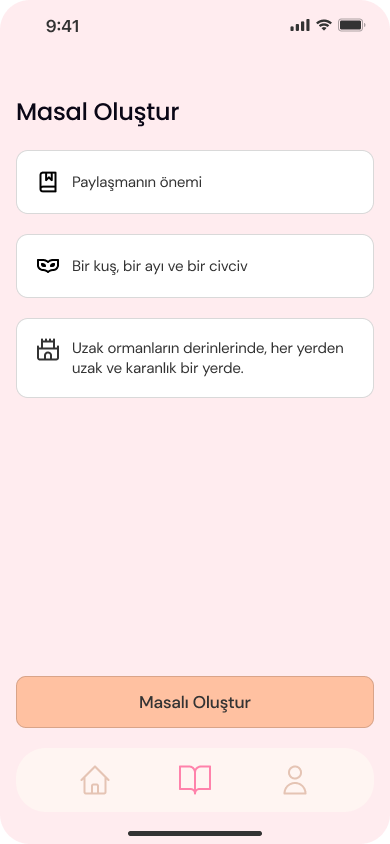 9:41
Masal Oluştur
Paylaşmanın önemi
Bir kuş, bir ayı ve bir civciv
Uzak ormanların derinlerinde, her yerden
uzak ve karanlık bir yerde.
Masalı Oluştur